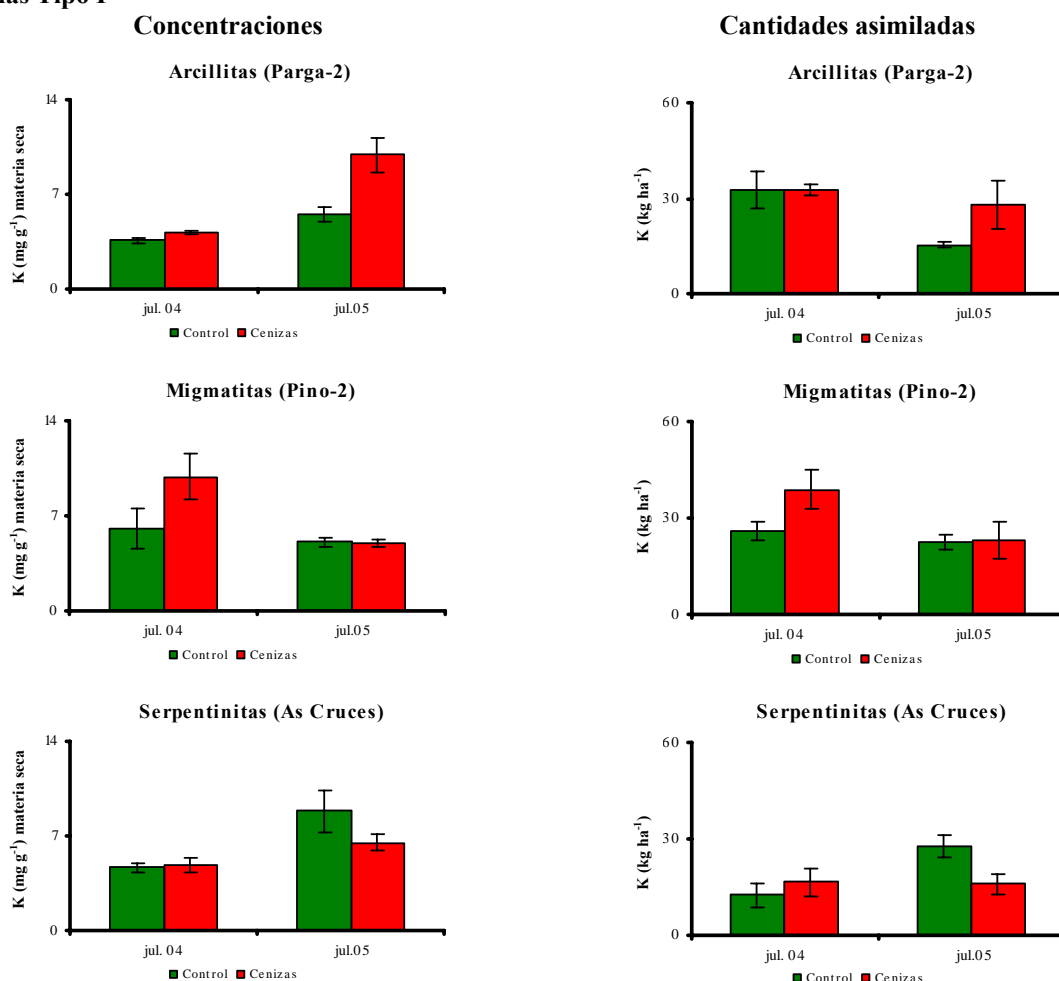 Tipo I
Concentraciones
Cantidades asimiladas
Arcillitas (Parga-2)
K (mg g⁻¹) materia seca
14
7
0
jul. 04
jul.05
Control Cenizas
Arcillitas (Parga-2)
K (kg ha⁻¹)
60
30
0
jul. 04
jul.05
Control Cenizas
Migmatitas (Pino-2)
K (mg g⁻¹) materia seca
14
7
0
jul. 04
jul.05
Control Cenizas
Migmatitas (Pino-2)
K (kg ha⁻¹)
60
30
0
jul. 04
jul.05
Control Cenizas
Serpentinitas (As Cruces)
K (mg g⁻¹) materia seca
14
7
0
jul. 04
jul.05
Control Cenizas
Serpentinitas (As Cruces)
K (kg ha⁻¹)
60
30
0
jul. 04
jul.05
Control Cenizas